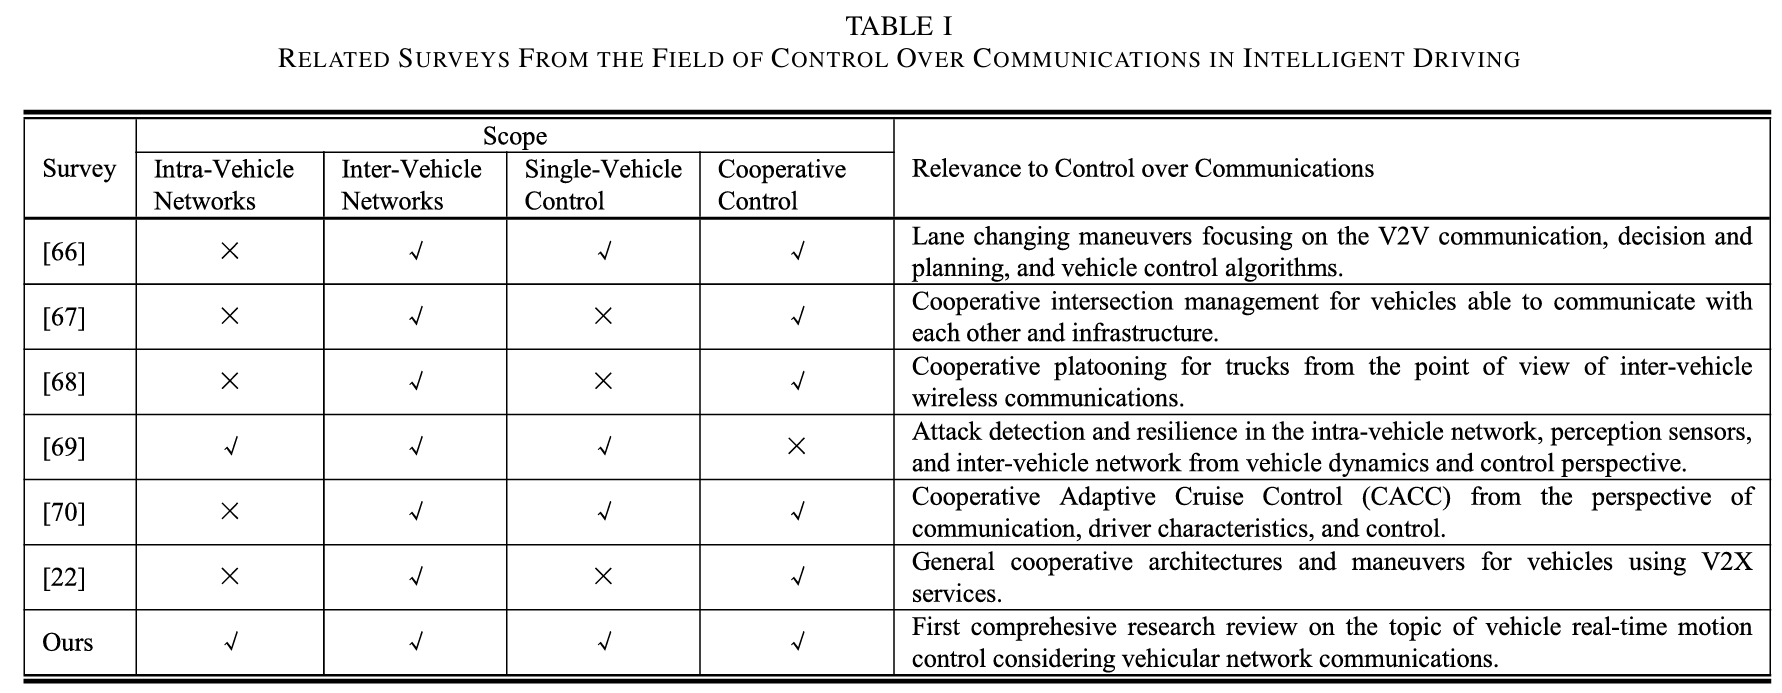 TABLE I
RELATED SURVEYS FROM THE FIELD OF CONTROL OVER COMMUNICATIONS IN INTELLIGENT DRIVING
Survey
Scope
Relevance to Control over Communications
Intra-Vehicle
Networks
Inter-Vehicle
Networks
Single-Vehicle
Control
Cooperative
Control
[66] × √ √ √
Lane changing maneuvers focusing on the V2V communication, decision and
planning, and vehicle control algorithms.
[67] × √ × √
Cooperative intersection management for vehicles able to communicate with
each other and infrastructure.
[68] × √ × √
Cooperative platooning for trucks from the point of view of inter-vehicle
wireless communications.
[69] √ √ √ ×
Attack detection and resilience in the intra-vehicle network, perception sensors,
and inter-vehicle network from vehicle dynamics and control perspective.
[70] × √ √ √
Cooperative Adaptive Cruise Control (CACC) from the perspective of
communication, driver characteristics, and control.
[22] × √ × √
General cooperative architectures and maneuvers for vehicles using V2X
services.
Ours √ √ √ √
First comprehesive research review on the topic of vehicle real-time motion
control considering vehicular network communications.